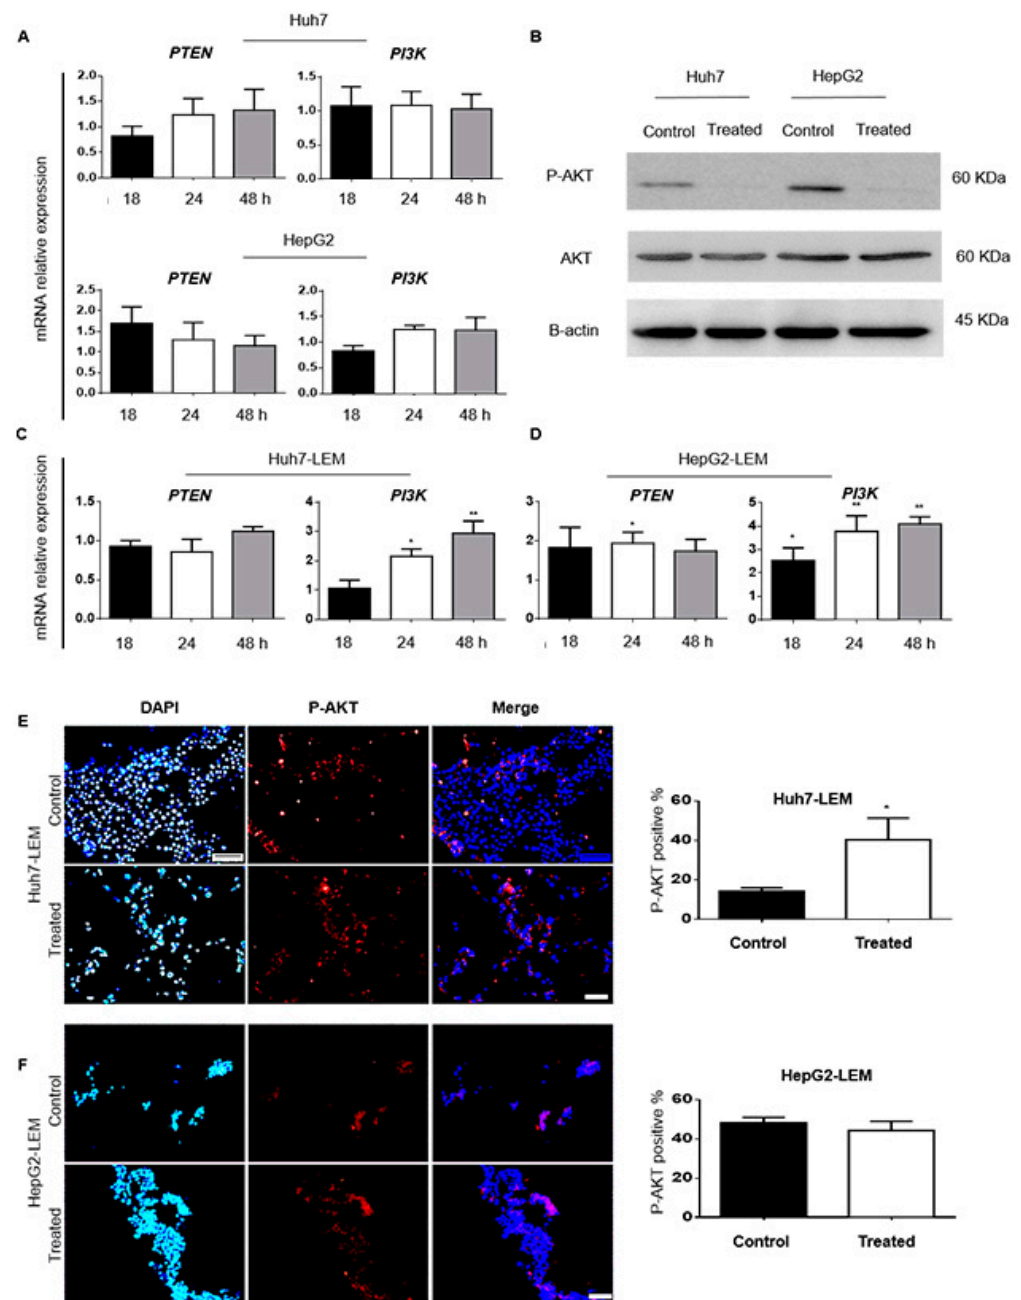 A
Huh7
PTEN
PI3K
mRNA relative expression
2.0
1.5
1.0
0.5
0.0
18 24 48 h
1.5
1.0
0.5
0.0
18 24 48 h
HepG2
PTEN
PI3K
2.5
2.0
1.5
1.0
0.5
0.0
18 24 48 h
2.0
1.5
1.0
0.5
0.0
18 24 48 h
B
Huh7 HepG2
Control Treated Control Treated
P-AKT 60 KDa
AKT 60 KDa
B-actin 45 KDa
C
Huh7-LEM
PTEN
PI3K
mRNA relative expression
1.5
1.0
0.5
0.0
18 24 48 h
4
3
2
1
0
* **
18 24 48 h
D
HepG2-LEM
PTEN
PI3K
3
2
1
0
*
18 24 48 h
5
4
3
2
1
0
* ** **
18 24 48 h
E
DAPI P-AKT Merge
Huh7-LEM
Control
Treated
Huh7-LEM
P-AKT positive %
60
40
20
0
*
Control Treated
F
HepG2-LEM
Control
Treated
HepG2-LEM
P-AKT positive %
60
40
20
0
Control Treated